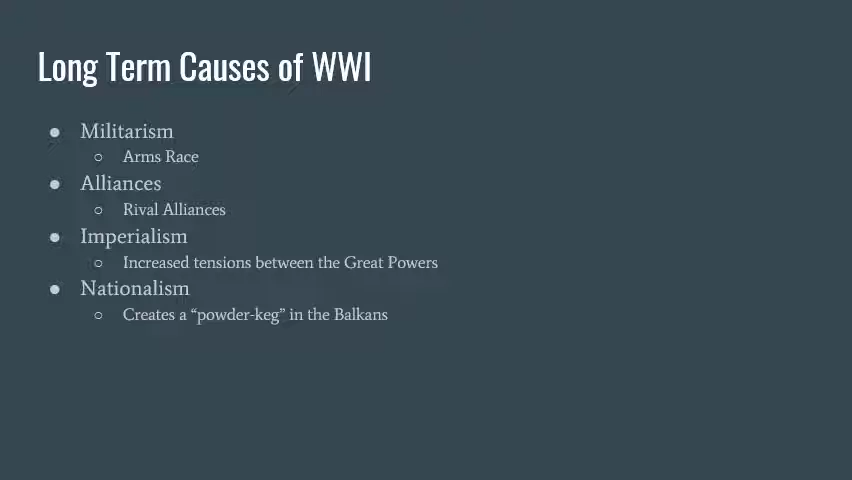 Long Term Causes of WWI
● Militarism
○ Arms Race
● Alliances
○ Rival Alliances
● Imperialism
○ Increased tensions between the Great Powers
● Nationalism
○ Creates a “powder-keg” in the Balkans